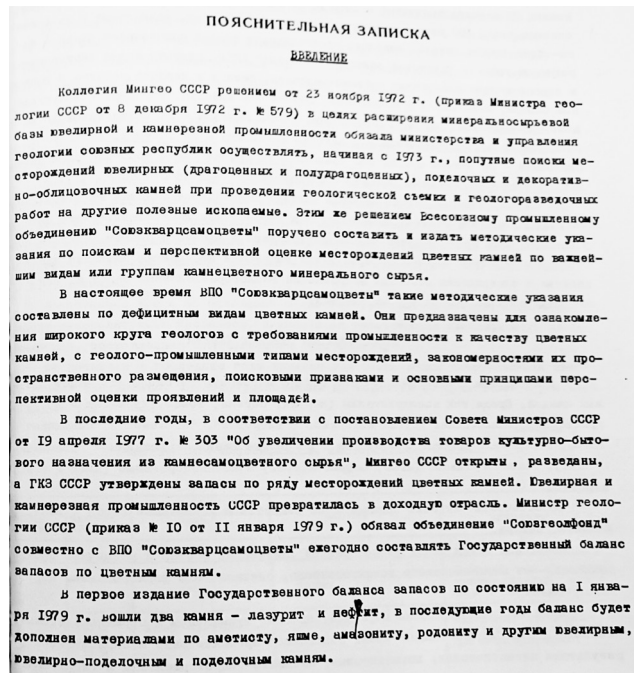 ПОЯСНИТЕЛЬНАЯ ЗАПИСКА
ВВЕДЕНИЕ
Коллегия Мингео СССР решением от 23 ноября 1972 г. (приказ Министра гео-
логии СССР от 8 декабря 1972 г. № 579) в целях расширения минеральносырьевой
базы ювелирной и камнерезной промышленности обязала министерства и управления
геологии союзных республик осуществлять, начиная с 1973 г., попутные поиски ме-
сторождений ювелирных (драгоценных и полудрагоценных), поделочных и декоратив-
но-облицовочных камней при проведении геологической съемки и геологоразведочных
работ на другие полезные ископаемые. Этим же решением Всесоюзному промышленному
объединению "Союзкварцсамоцветы" поручено составить и издать методические ука-
зания по поискам и перспективной оценке месторождений цветных камней по важней-
шим видам или группам камнецветного минерального сырья.
В настоящее время ВПО "Союзкварцсамоцветы" такие методические указания
составлены по дефицитным видам цветных камней. Они предназначены для ознакомле-
ния широкого круга геологов с требованиями промышленности к качеству цветных
камней, с геолого-промышленными типами месторождений, закономерностями их про-
странственного размещения, поисковыми признаками и основными принципами перс-
пективной оценки проявлений и площадей.
В последние годы, в соответствии с постановлением Совета Министров СССР
от 19 апреля 1977 г. № 303 "Об увеличении производства товаров культурно-быто-
вого назначения из камнесамоцветного сырья", Мингео СССР открыты, разведаны,
а ГКЗ СССР утверждены запасы по ряду месторождений цветных камней. Ювелирная и
камнерезная промышленность СССР превратилась в доходную отрасль. Министр геоло-
гии СССР (приказ № 10 от 11 января 1979 г.) обязал объединение "Союзгеолфонд"
совместно с ВПО "Союзкварцсамоцветы" ежегодно составлять Государственный баланс
запасов по цветным камням.
В первое издание Государственного баланса запасов по состоянию на 1 янва-
ря 1979 г. вошли два камня - лазурит и нефрит, в последующие годы баланс будет
дополнен материалами по аметисту, яшме, амазониту, родониту и другим ювелирным,
ювелирно-поделочным и поделочным камням.